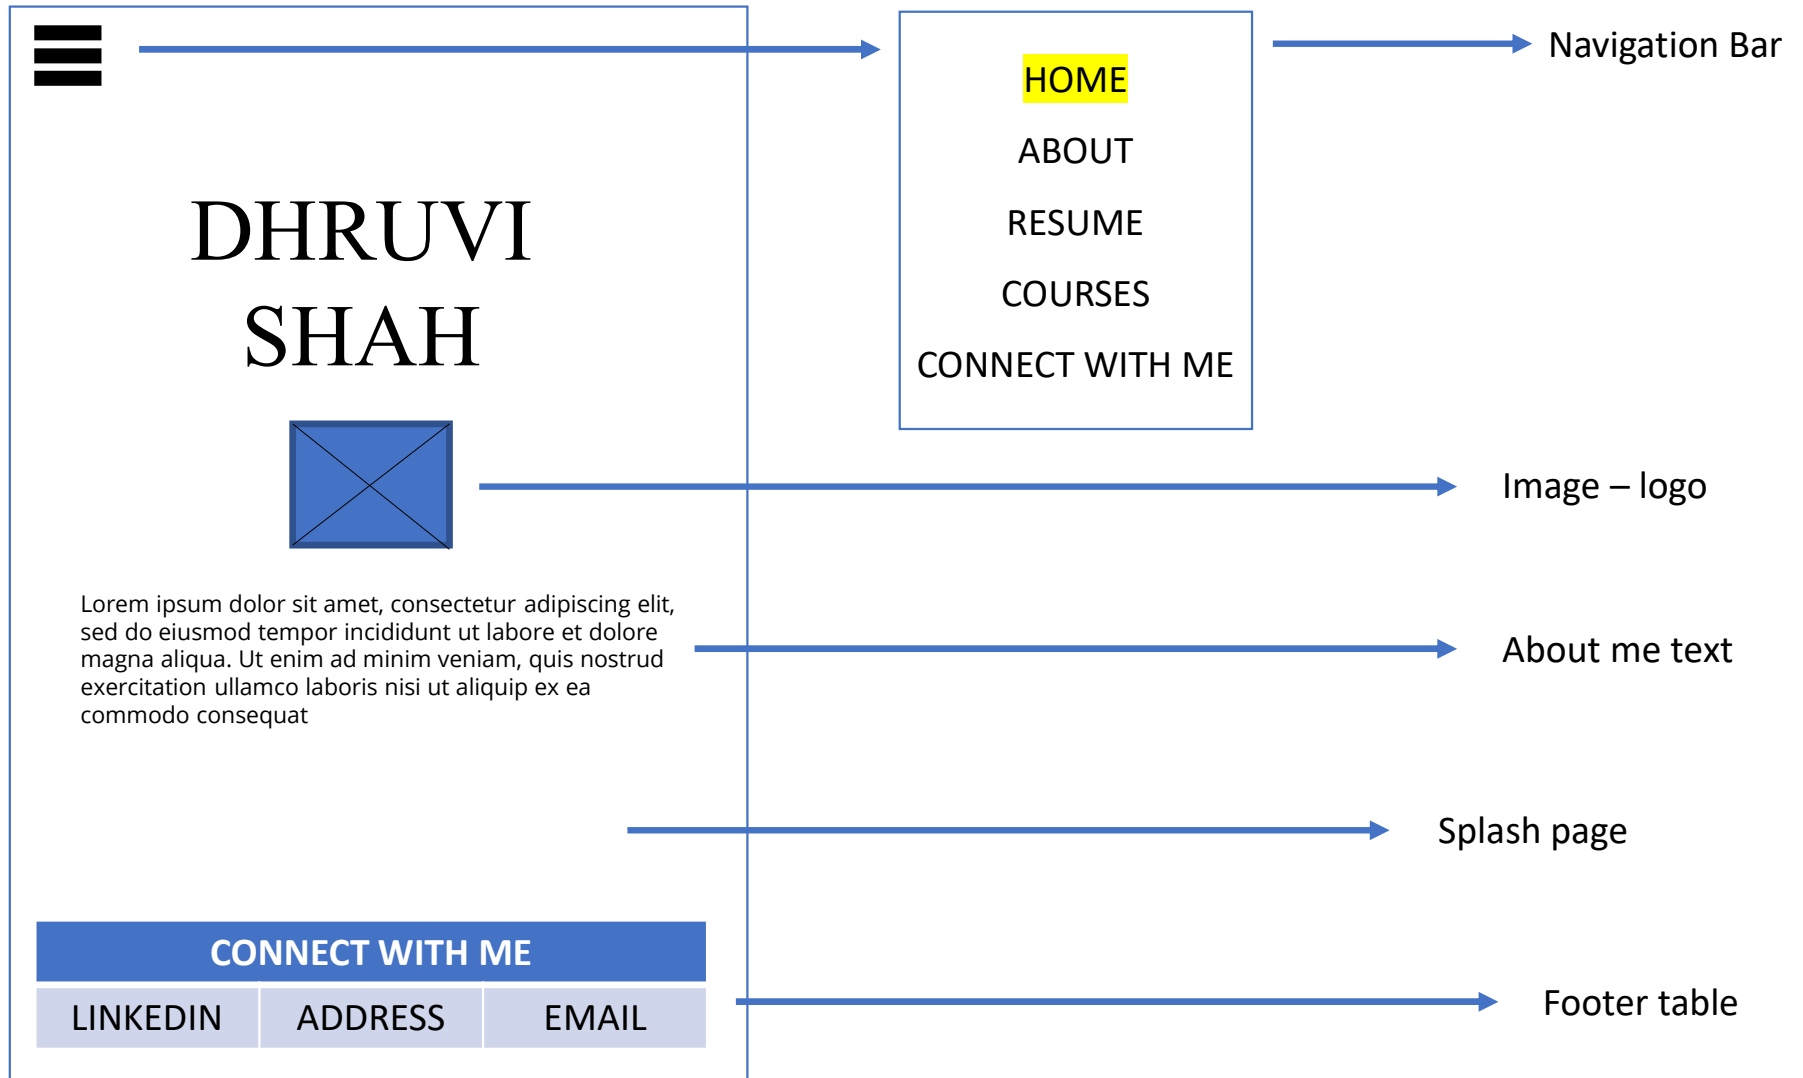 Navigation Bar
HOME
ABOUT
RESUME
COURSES
CONNECT WITH ME
DHRUVI
SHAH
Image – logo
Lorem ipsum dolor sit amet, consectetur adipiscing elit,
sed do eiusmod tempor incididunt ut labore et dolore
magna aliqua. Ut enim ad minim veniam, quis nostrud
exercitation ullamco laboris nisi ut aliquip ex ea
commodo consequat
About me text
Splash page
CONNECT WITH ME
LINKEDIN ADDRESS EMAIL
Footer table